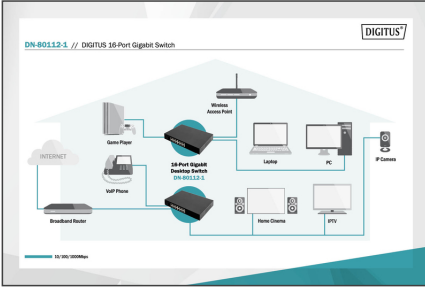 DIGITUS®
DN-80112-1 // DIGITUS 16-Port Gigabit Switch
Wireless
Access Point
Game Player
16-Port Gigabit
Desktop Switch
DN-80112-1
Laptop
PC
IP Camera
INTERNET
VoIP Phone
Broadband Router
Home Cinema
IPTV
10/100/1000Mbps